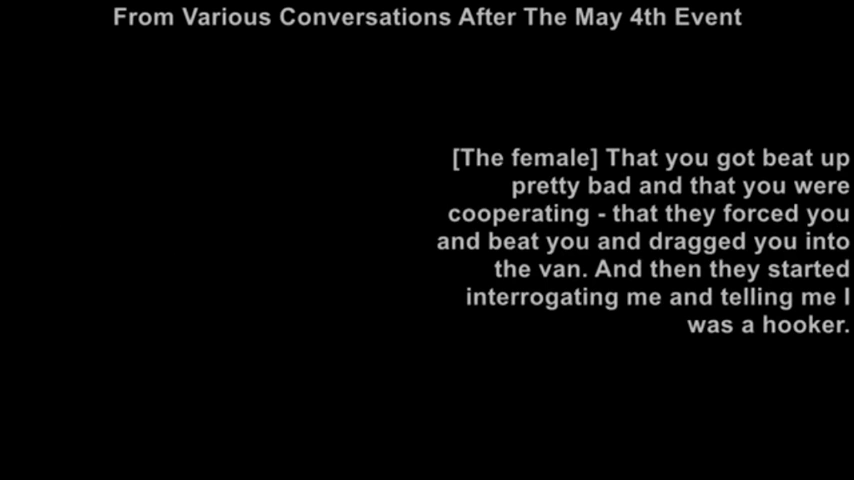 From Various Conversations After The May 4th Event
[The female] That you got beat up
pretty bad and that you were
cooperating - that they forced you
and beat you and dragged you into
the van. And then they started
interrogating me and telling me I
was a hooker.